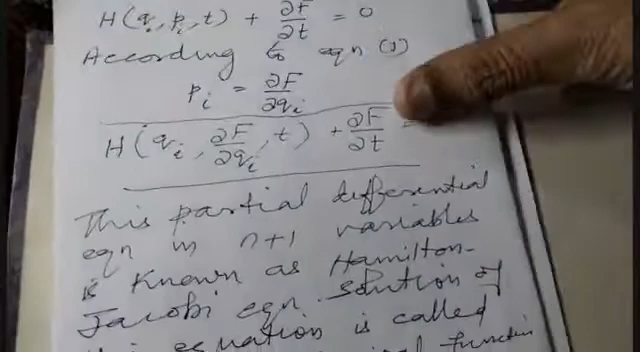 H(qᵢ, pᵢ, t) + ∂F/∂t = 0
According to eqn (1)
pᵢ = ∂F/∂qᵢ
H(qᵢ, ∂F/∂qᵢ, t) + ∂F/∂t =
This partial differential
eqn in n+1 variables
is known as Hamilton-
Jacobi eqn. Solution of
this equation is called
function